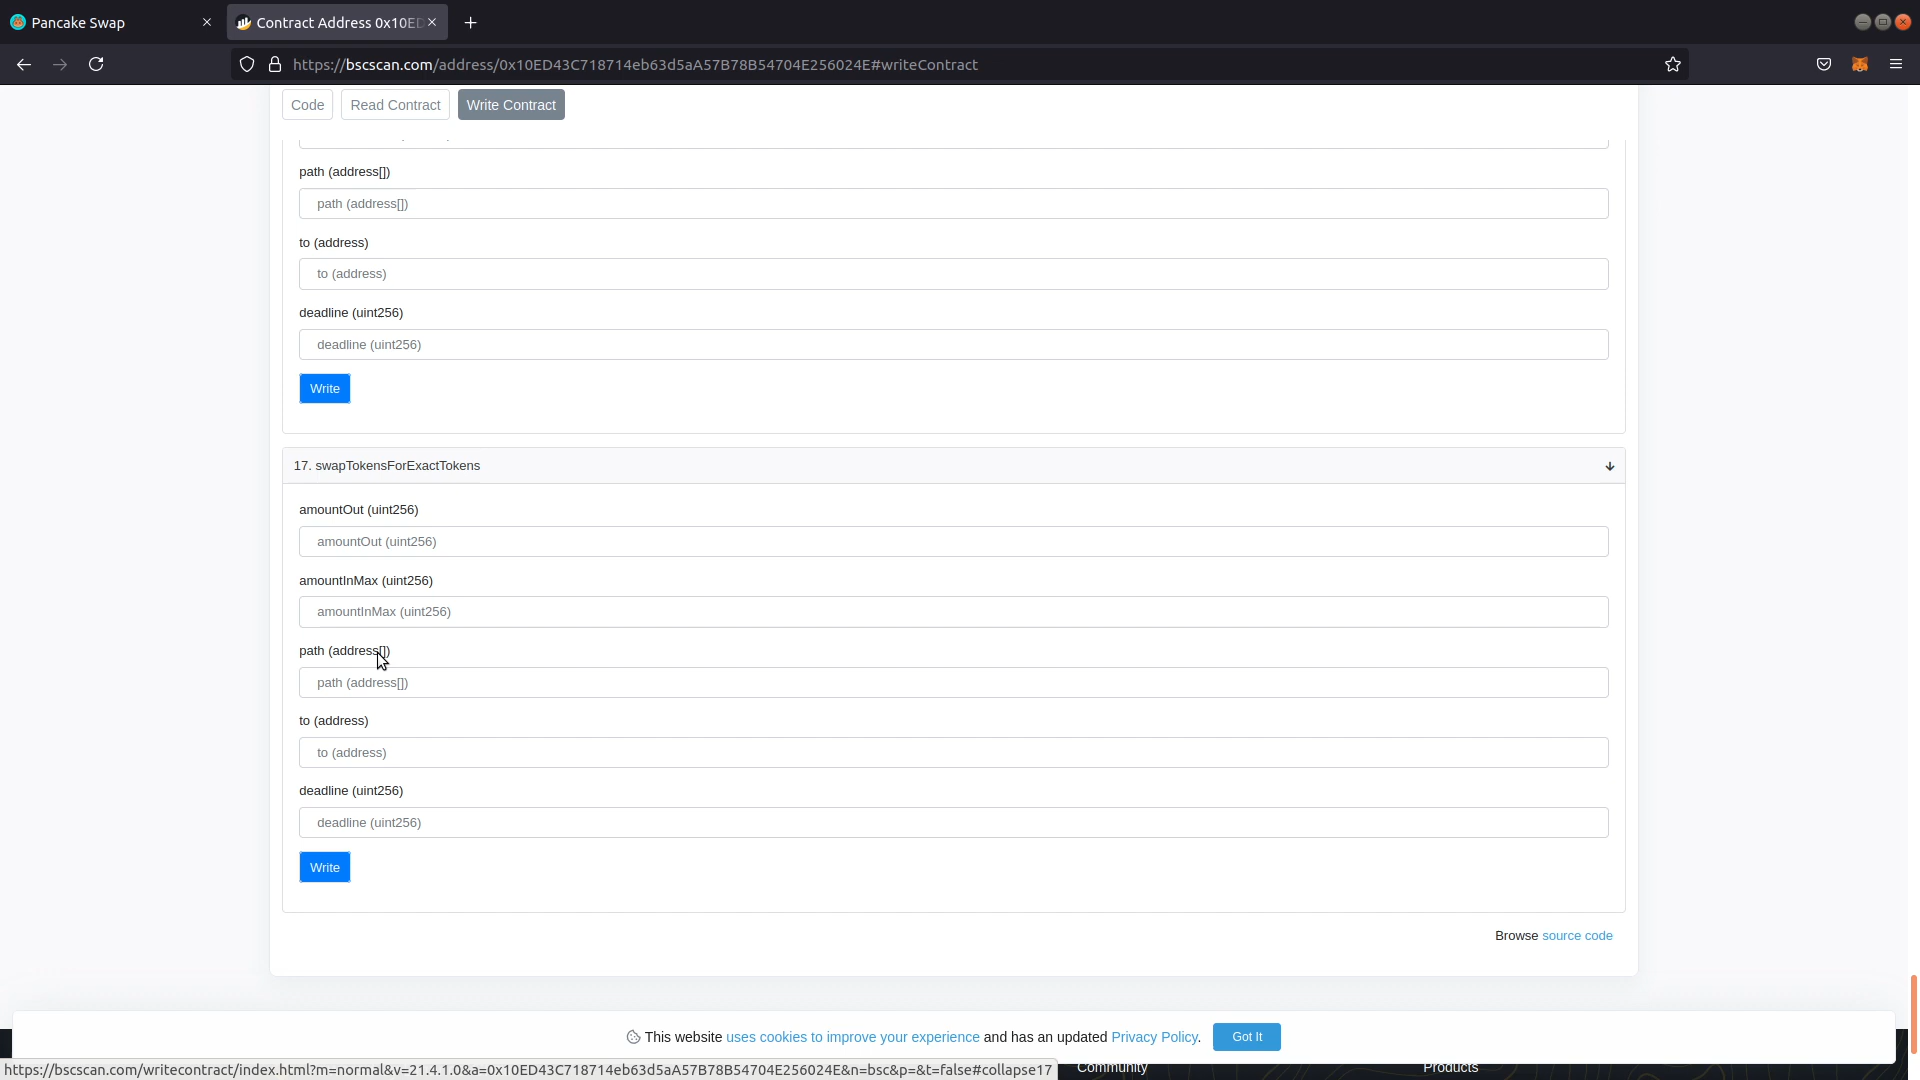 Pancake Swap
Contract Address 0x10ED
https://bscscan.com/address/0x10ED43C718714eb63d5aA57B78B54704E256024E#writeContract
Code
Read Contract
Write Contract
path (address[])
path (address[])
to (address)
to (address)
deadline (uint256)
deadline (uint256)
Write
17. swapTokensForExactTokens
amountOut (uint256)
amountOut (uint256)
amountInMax (uint256)
amountInMax (uint256)
path (address[])
path (address[])
to (address)
to (address)
deadline (uint256)
deadline (uint256)
Write
Browse source code
This website uses cookies to improve your experience and has an updated Privacy Policy.
Got It
https://bscscan.com/writecontract/index.html?m=normal&v=21.4.1.0&a=0x10ED43C718714eb63d5aA57B78B54704E256024E&n=bsc&p=&t=false#collapse17
Community
Products